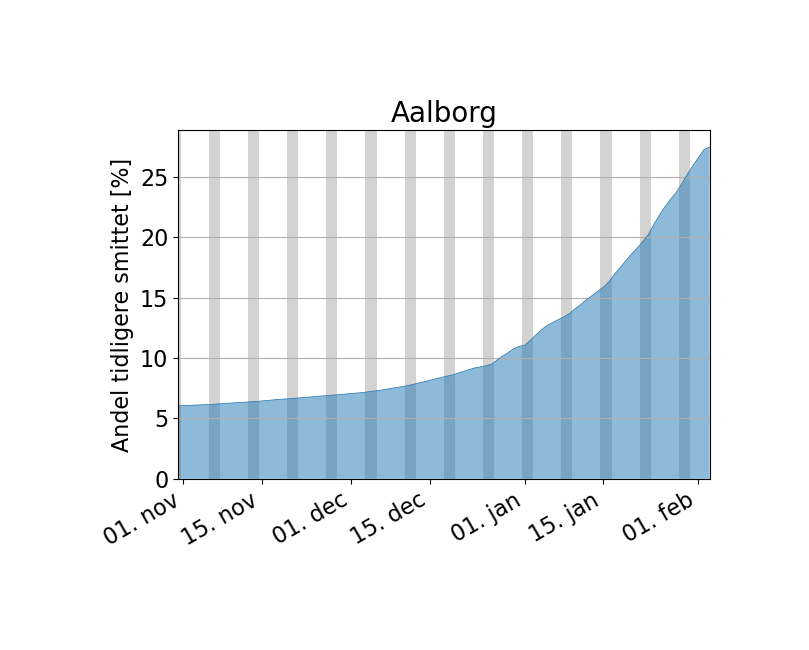 Aalborg
Andel tidligere smittet [%]
25
20
15
10
5
0
01. nov
15. nov
01. dec
15. dec
01. jan
15. jan
01. feb